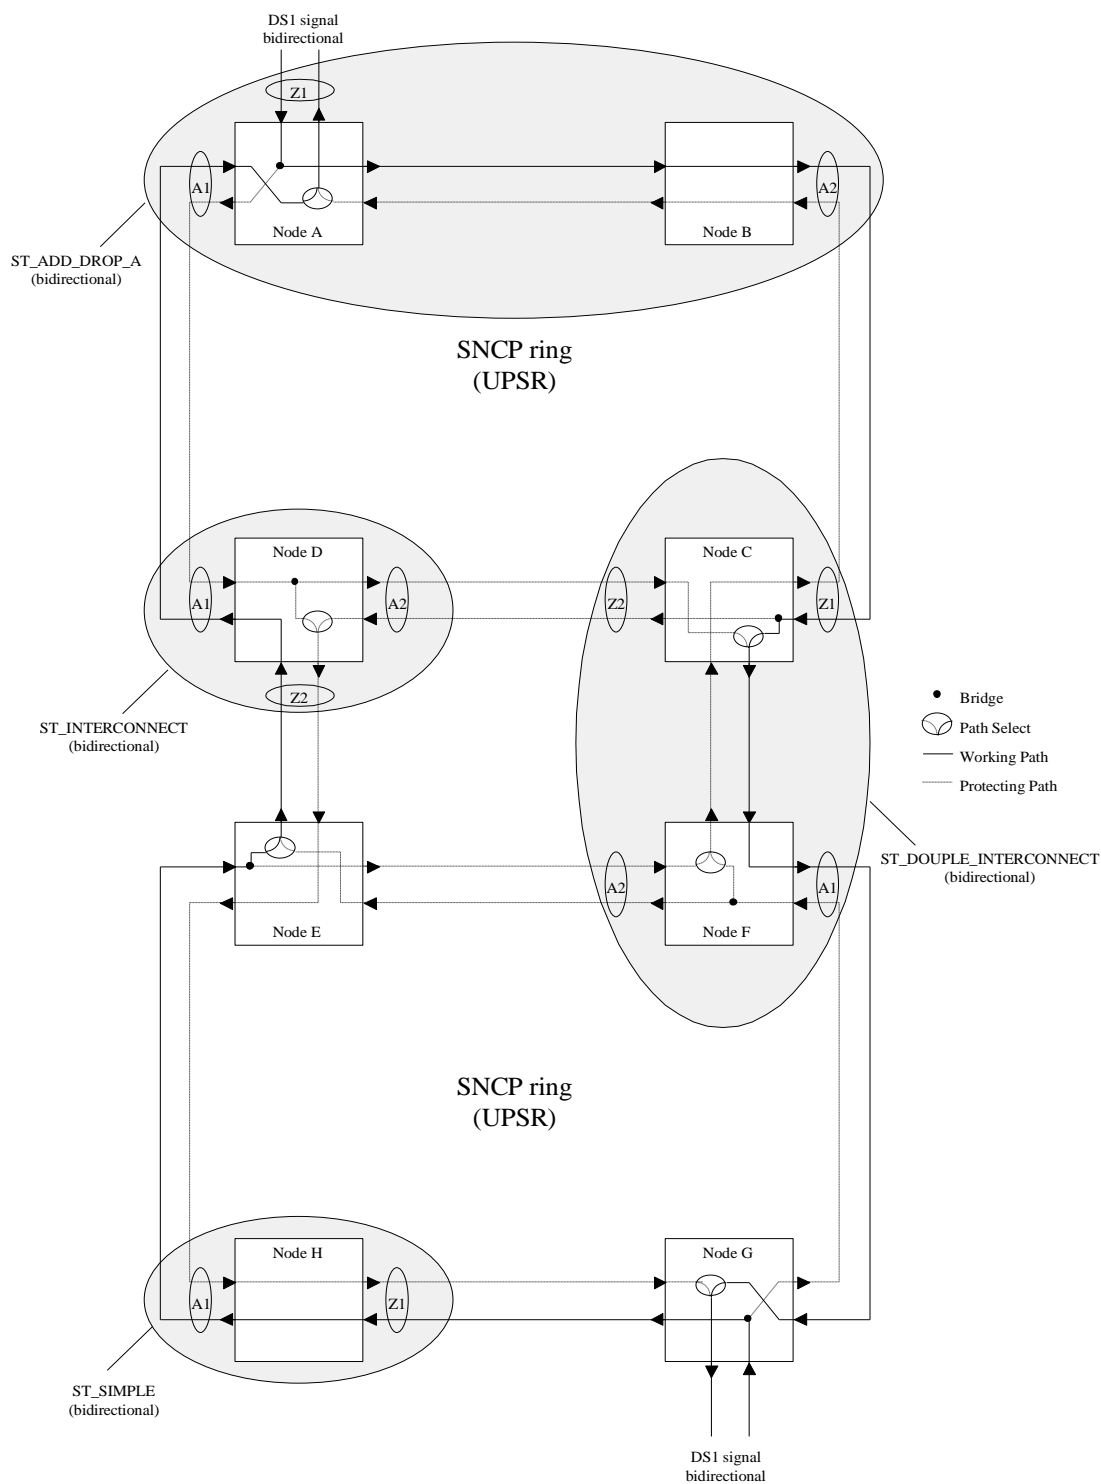 DS1 signal
bidirectional
Z1
A1
A2
Node A
Node B
ST_ADD_DROP_A
(bidirectional)
SNCP ring
(UPSR)
Node D
Node C
A1
A2
Z2
Z1
Z2
ST_INTERCONNECT
(bidirectional)
Bridge
Path Select
Working Path
Protecting Path
ST_DOUPLE_INTERCONNECT
(bidirectional)
A2
A1
Node E
Node F
SNCP ring
(UPSR)
Node H
Node G
A1
Z1
ST_SIMPLE
(bidirectional)
DS1 signal
bidirectional